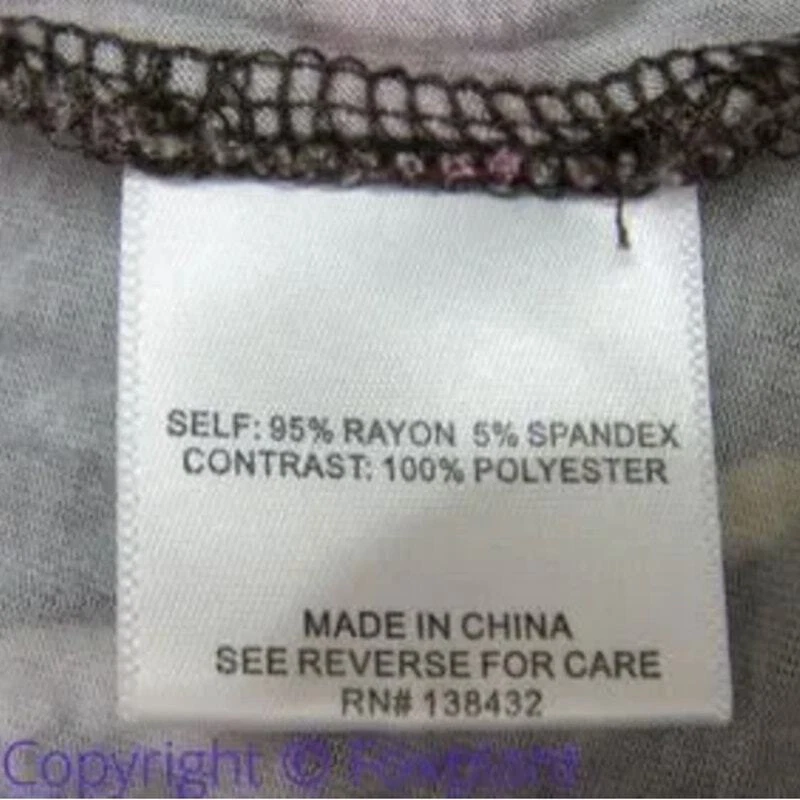 SELF: 95% RAYON 5% SPANDEX
CONTRAST: 100% POLYESTER
MADE IN CHINA
SEE REVERSE FOR CARE
RN# 138432
Copyright ©